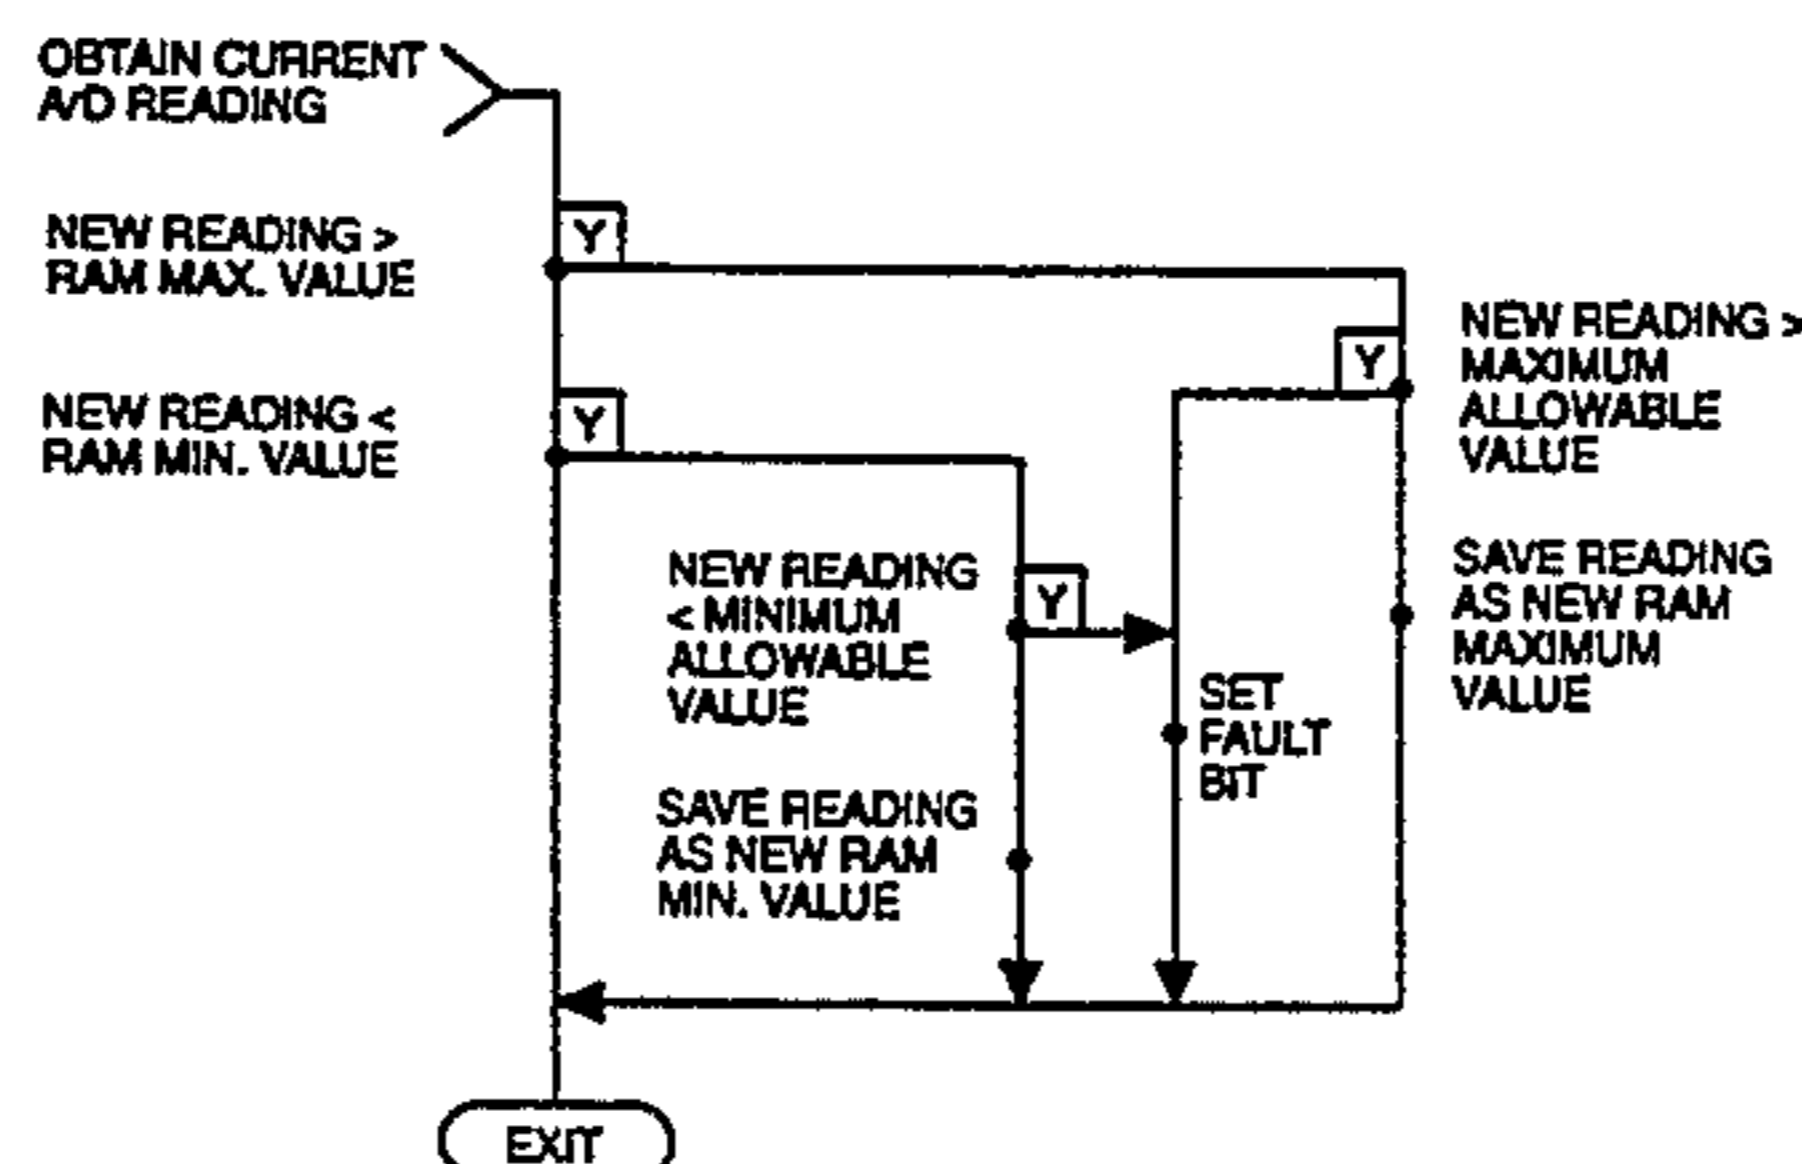 OBTAIN CURRENT
A/D READING
Y
NEW READING >
RAM MAX. VALUE
NEW READING >
MAXIMUM
ALLOWABLE
VALUE
Y
NEW READING <
RAM MIN. VALUE
Y
NEW READING
< MINIMUM
ALLOWABLE
VALUE
Y
SAVE READING
AS NEW RAM
MAXIMUM
VALUE
SET
FAULT
BIT
SAVE READING
AS NEW RAM
MIN. VALUE
EXIT